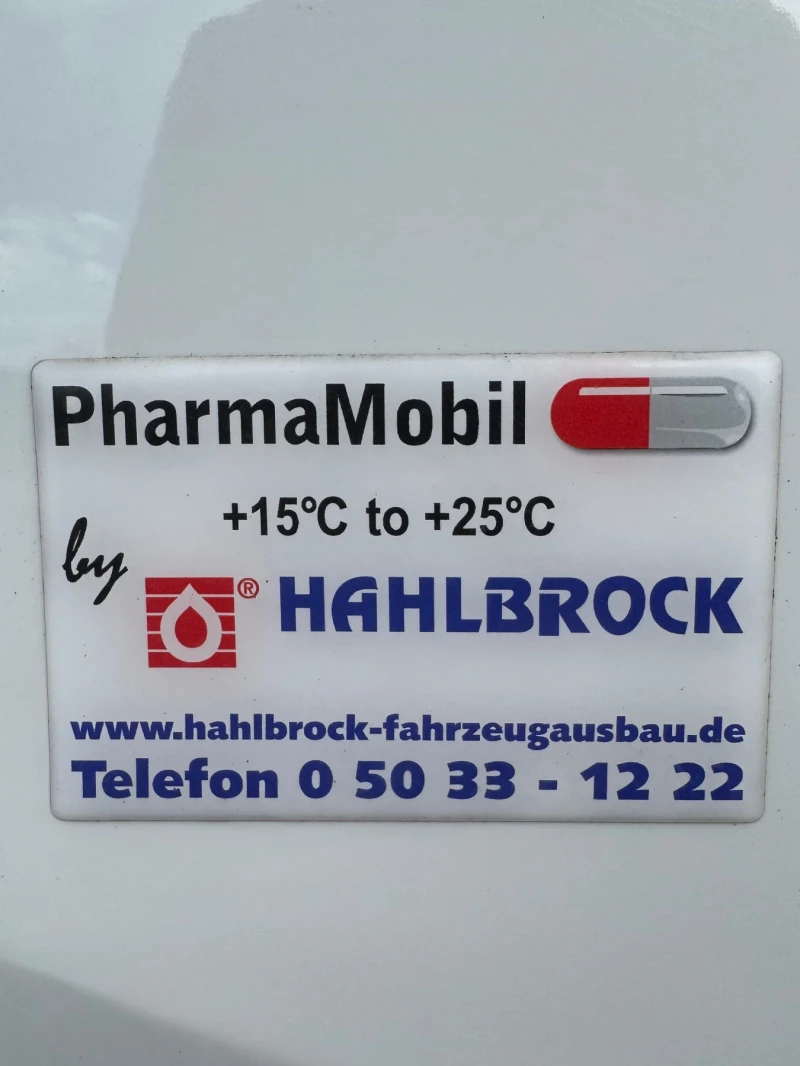 PharmaMobil
+15°C to +25°C
by
® HAHLBROCK
www.hahlbrock-fahrzeugausbau.de
Telefon 0 50 33 - 12 22